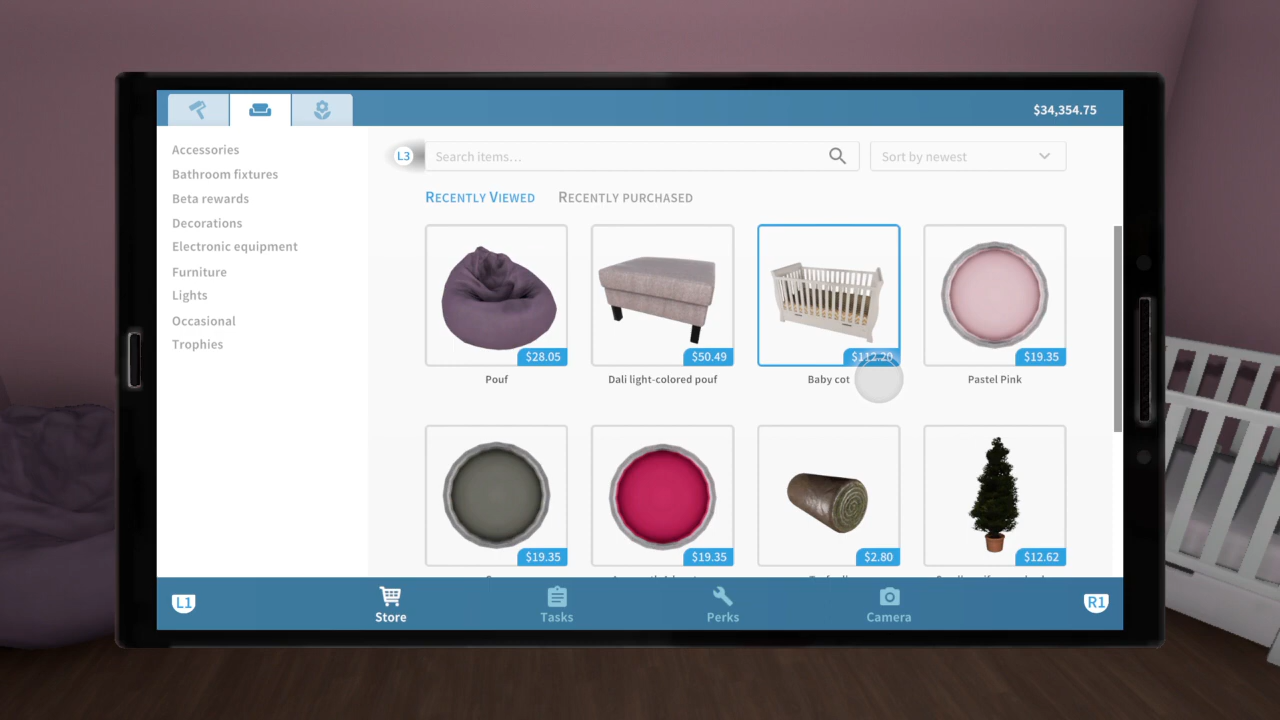 $34,354.75
Accessories
Bathroom fixtures
Beta rewards
Decorations
Electronic equipment
Furniture
Lights
Occasional
Trophies
L3
Search items...
Sort by newest
Recently Viewed
Recently purchased
$28.05
$50.49
$112.20
$19.35
Pouf
Dali light-colored pouf
Baby cot
Pastel Pink
$19.35
$19.35
$2.80
$12.62
L1
Store
Tasks
Perks
Camera
R1